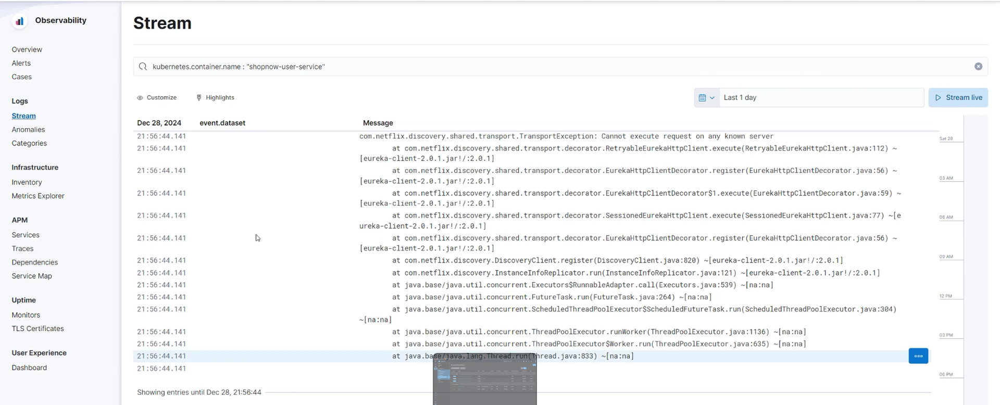 Observability
Overview
Alerts
Cases
Logs
Stream
Anomalies
Categories
Infrastructure
Inventory
Metrics Explorer
APM
Services
Traces
Dependencies
Service Map
Uptime
Monitors
TLS Certificates
User Experience
Dashboard
Stream
kubernetes.container.name : "shopnow-user-service"
Customize Highlights
Last 1 day
Stream live
Dec 28, 2024 event.dataset Message
21:56:44.141 com.netflix.discovery.shared.transport.TransportException: Cannot execute request on any known server
21:56:44.141 at com.netflix.discovery.shared.transport.decorator.RetryableEurekaHttpClient.execute(RetryableEurekaHttpClient.java:112) ~
[eureka-client-2.0.1.jar!/:2.0.1]
21:56:44.141 at com.netflix.discovery.shared.transport.decorator.EurekaHttpClientDecorator.register(EurekaHttpClientDecorator.java:56) ~
[eureka-client-2.0.1.jar!/:2.0.1]
21:56:44.141 at com.netflix.discovery.shared.transport.decorator.EurekaHttpClientDecorator$1.execute(EurekaHttpClientDecorator.java:59) ~
[eureka-client-2.0.1.jar!/:2.0.1]
21:56:44.141 at com.netflix.discovery.shared.transport.decorator.SessionedEurekaHttpClient.execute(SessionedEurekaHttpClient.java:77) ~[e
ureka-client-2.0.1.jar!/:2.0.1]
21:56:44.141 at com.netflix.discovery.shared.transport.decorator.EurekaHttpClientDecorator.register(EurekaHttpClientDecorator.java:56) ~
[eureka-client-2.0.1.jar!/:2.0.1]
21:56:44.141 at com.netflix.discovery.DiscoveryClient.register(DiscoveryClient.java:820) ~[eureka-client-2.0.1.jar!/:2.0.1]
21:56:44.141 at com.netflix.discovery.InstanceInfoReplicator.run(InstanceInfoReplicator.java:121) ~[eureka-client-2.0.1.jar!/:2.0.1]
21:56:44.141 at java.base/java.util.concurrent.Executors$RunnableAdapter.call(Executors.java:539) ~[na:na]
21:56:44.141 at java.base/java.util.concurrent.FutureTask.run(FutureTask.java:264) ~[na:na]
21:56:44.141 at java.base/java.util.concurrent.ScheduledThreadPoolExecutor$ScheduledFutureTask.run(ScheduledThreadPoolExecutor.java:304)
~[na:na]
21:56:44.141 at java.base/java.util.concurrent.ThreadPoolExecutor.runWorker(ThreadPoolExecutor.java:1136) ~[na:na]
21:56:44.141 at java.base/java.util.concurrent.ThreadPoolExecutor$Worker.run(ThreadPoolExecutor.java:635) ~[na:na]
21:56:44.141 at java.base/java.lang.Thread.run(Thread.java:833) ~[na:na]
21:56:44.141
Showing entries until Dec 28, 21:56:44
Sat 28
03 AM
06 AM
09 AM
12 PM
03 PM
06 PM